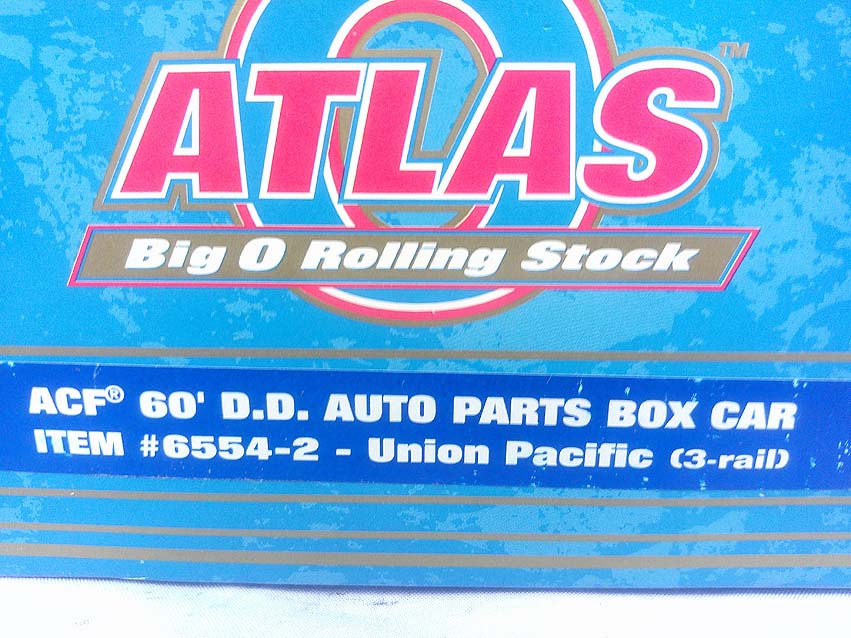 ATLAS™
Big O Rolling Stock
ACF® 60' D.D. AUTO PARTS BOX CAR
ITEM #6554-2 - Union Pacific (3-rail)